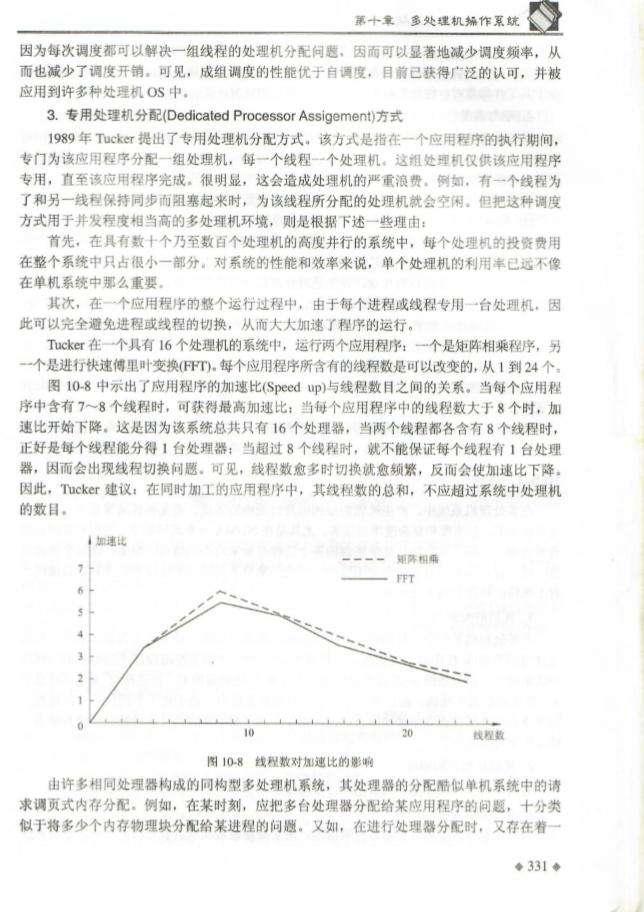 第十章 多处理机操作系统
因为每次调度都可以解决一组线程的处理机分配问题，因而可以显著地减少调度频率，从
而也减少了调度开销。可见，成组调度的性能优于自调度，目前已获得广泛的认可，并被
应用到许多种处理机 OS 中。
3. 专用处理机分配(Dedicated Processor Assigement)方式
1989 年 Tucker 提出了专用处理机分配方式。该方式是指在一个应用程序的执行期间，
专门为该应用程序分配一组处理机，每一个线程一个处理机。这组处理机仅供该应用程序
专用，直至该应用程序完成。很明显，这会造成处理机的严重浪费。例如，有一个线程为
了和另一线程保持同步而阻塞起来时，为该线程所分配的处理机就会空闲。但把这种调度
方式用于并发程度相当高的多处理机环境，则是根据下述一些理由：
首先，在具有数十个乃至数百个处理机的高度并行的系统中，每个处理机的投资费用
在整个系统中只占很小一部分。对系统的性能和效率来说，单个处理机的利用率已远不像
在单机系统中那么重要。
其次，在一个应用程序的整个运行过程中，由于每个进程或线程专用一台处理机，因
此可以完全避免进程或线程的切换，从而大大加速了程序的运行。
Tucker 在一个具有 16 个处理机的系统中，运行两个应用程序：一个是矩阵相乘程序，另
一个是进行快速傅里叶变换(FFT)。每个应用程序所含有的线程数是可以改变的，从 1 到 24 个。
图 10-8 中示出了应用程序的加速比(Speed up)与线程数目之间的关系。当每个应用程
序中含有 7～8 个线程时，可获得最高加速比；当每个应用程序中的线程数大于 8 个时，加
速比开始下降。这是因为该系统总共只有 16 个处理器，当两个线程都各含有 8 个线程时，
正好是每个线程能分得 1 台处理器；当超过 8 个线程时，就不能保证每个线程有 1 台处理
器，因而会出现线程切换问题。可见，线程数愈多时切换就愈频繁，反而会使加速比下降。
因此，Tucker 建议：在同时加工的应用程序中，其线程数的总和，不应超过系统中处理机
的数目。
加速比
矩阵相乘
FFT
7
6
5
4
3
2
1
0
10
20
线程数
图 10-8 线程数对加速比的影响
由许多相同处理器构成的同构型多处理机系统，其处理器的分配酷似单机系统中的请
求调页式内存分配。例如，在某时刻，应把多台处理器分配给某应用程序的问题，十分类
似于将多少个内存物理块分配给某进程的问题。又如，在进行处理器分配时，又存在着一
◆331◆